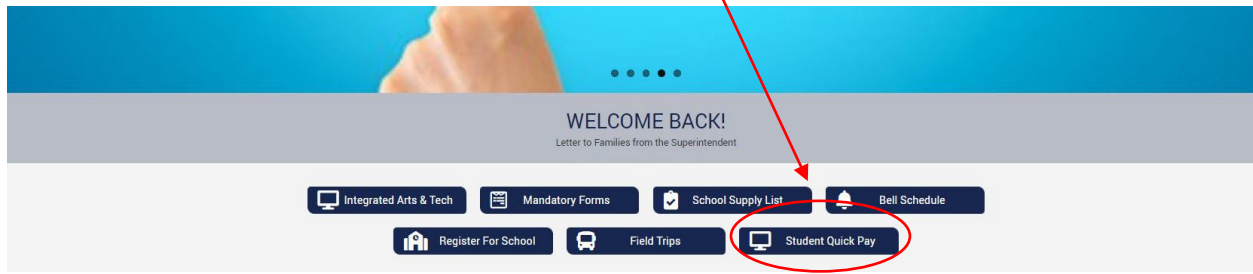 WELCOME BACK!
Letter to Families from the Superintendent
Integrated Arts & Tech Mandatory Forms School Supply List Bell Schedule
Register For School Field Trips Student Quick Pay